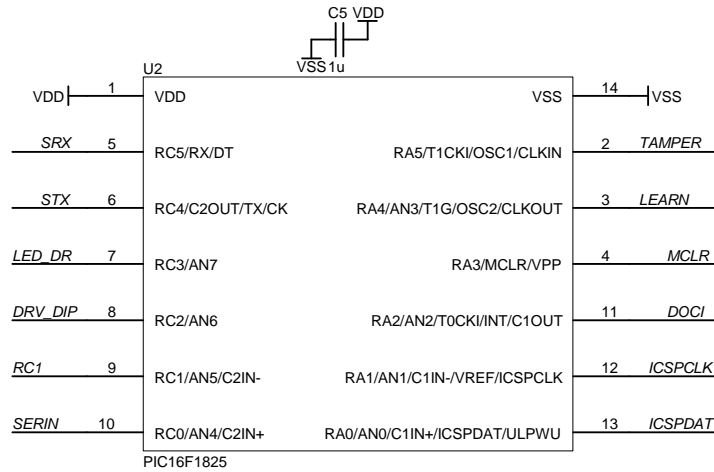 C5 VDD
VSS 1u
U2
VDD 1 VDD VSS 14 VSS
SRX 5 RC5/RX/DT RA5/T1CKI/OSC1/CLKIN 2 TAMPER
STX 6 RC4/C2OUT/TX/CK RA4/AN3/T1G/OSC2/CLKOUT 3 LEARN
LED_DR 7 RC3/AN7 RA3/MCLR/VPP 4 MCLR
DRV_DIP 8 RC2/AN6 RA2/AN2/T0CKI/INT/C1OUT 11 DOCI
RC1 9 RC1/AN5/C2IN- RA1/AN1/C1IN-/VREF/ICSPCLK 12 ICSPCLK
SERIN 10 RC0/AN4/C2IN+ RA0/AN0/C1IN+/ICSPDAT/ULPWU 13 ICSPDAT
PIC16F1825